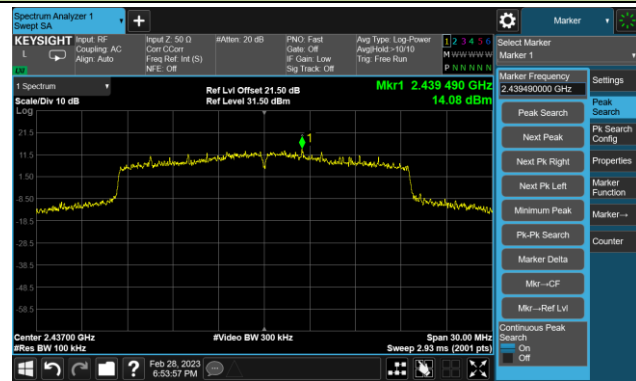 Spectrum Analyzer 1
Swept SA
Marker
KEYSIGHT
L
LW
Input: RF
Coupling: AC
Align: Auto
Input Z: 50 Ω
Corr CCorr
Freq Ref: Int (S)
NFE: Off
#Atten: 20 dB
PNO: Fast
Gate: Off
IF Gain: Low
Sig Track: Off
Avg Type: Log-Power
Avg|Hold:>10/10
Trig: Free Run
1 2 3 4 5 6
M W W W W W
P N N N N N
Select Marker
Marker 1
1 Spectrum
Scale/Div 10 dB
Log
Ref Lvl Offset 21.50 dB
Ref Level 31.50 dBm
Mkr1 2.439 490 GHz
14.08 dBm
21.5
11.5
1.50
-8.50
-18.5
-28.5
-38.5
-48.5
-58.5
1
Center 2.43700 GHz
#Res BW 100 kHz
#Video BW 300 kHz
Span 30.00 MHz
Sweep 2.93 ms (2001 pts)
Marker Frequency
2.439490000 GHz
Peak Search
Next Peak
Next Pk Right
Next Pk Left
Minimum Peak
Pk-Pk Search
Marker Delta
Mkr→CF
Mkr→Ref Lvl
Continuous Peak
Search
On
Off
Settings
Peak
Search
Pk Search
Config
Properties
Marker
Function
Marker→
Counter
?
Feb 28, 2023
6:53:57 PM